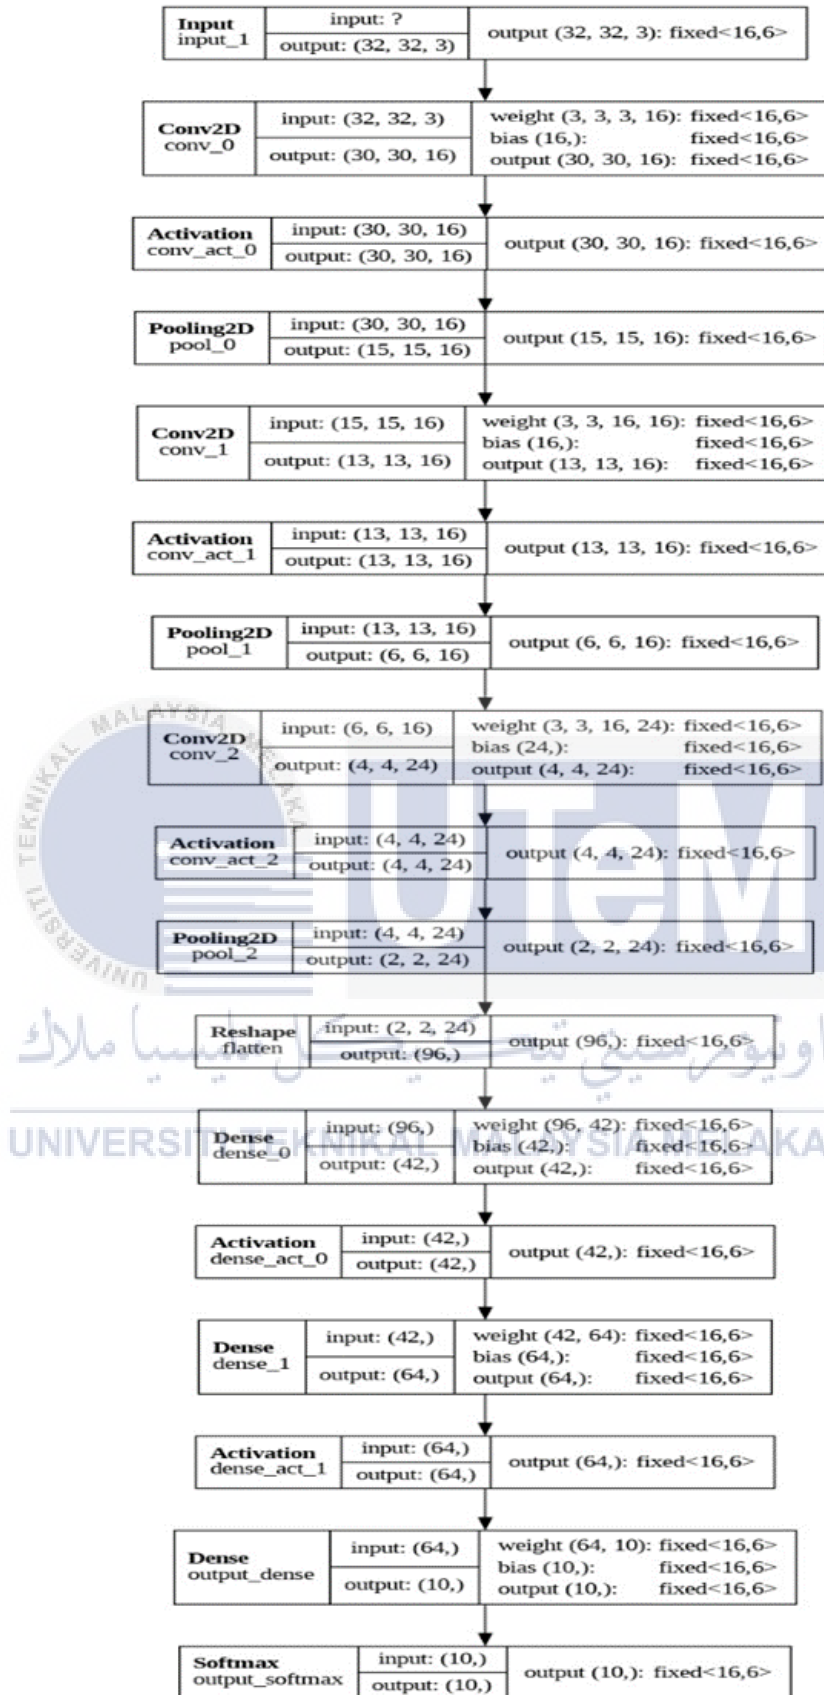 Input
input_1
input: ?
output: (32, 32, 3)
output (32, 32, 3): fixed<16,6>
Conv2D
conv_0
input: (32, 32, 3)
output: (30, 30, 16)
weight (3, 3, 3, 16): fixed<16,6>
bias (16,): fixed<16,6>
output (30, 30, 16): fixed<16,6>
Activation
conv_act_0
input: (30, 30, 16)
output: (30, 30, 16)
output (30, 30, 16): fixed<16,6>
Pooling2D
pool_0
input: (30, 30, 16)
output: (15, 15, 16)
output (15, 15, 16): fixed<16,6>
Conv2D
conv_1
input: (15, 15, 16)
output: (13, 13, 16)
weight (3, 3, 16, 16): fixed<16,6>
bias (16,): fixed<16,6>
output (13, 13, 16): fixed<16,6>
Activation
conv_act_1
input: (13, 13, 16)
output: (13, 13, 16)
output (13, 13, 16): fixed<16,6>
Pooling2D
pool_1
input: (13, 13, 16)
output: (6, 6, 16)
output (6, 6, 16): fixed<16,6>
Conv2D
conv_2
input: (6, 6, 16)
output: (4, 4, 24)
weight (3, 3, 16, 24): fixed<16,6>
bias (24,): fixed<16,6>
output (4, 4, 24): fixed<16,6>
Activation
conv_act_2
input: (4, 4, 24)
output: (4, 4, 24)
output (4, 4, 24): fixed<16,6>
Pooling2D
pool_2
input: (4, 4, 24)
output: (2, 2, 24)
output (2, 2, 24): fixed<16,6>
UNIVERSITI TEKNIKAL MALAYSIA MELAKA
UTeM
Reshape
flatten
input: (2, 2, 24)
output: (96,)
output (96,): fixed<16,6>
اونيۏرسيتي تيکنيکل مليسيا ملاك
UNIVERSITI TEKNIKAL MALAYSIA MELAKA
Dense
dense_0
input: (96,)
output: (42,)
weight (96, 42): fixed<16,6>
bias (42,): fixed<16,6>
output (42,): fixed<16,6>
Activation
dense_act_0
input: (42,)
output: (42,)
output (42,): fixed<16,6>
Dense
dense_1
input: (42,)
output: (64,)
weight (42, 64): fixed<16,6>
bias (64,): fixed<16,6>
output (64,): fixed<16,6>
Activation
dense_act_1
input: (64,)
output: (64,)
output (64,): fixed<16,6>
Dense
output_dense
input: (64,)
output: (10,)
weight (64, 10): fixed<16,6>
bias (10,): fixed<16,6>
output (10,): fixed<16,6>
Softmax
output_softmax
input: (10,)
output: (10,)
output (10,): fixed<16,6>